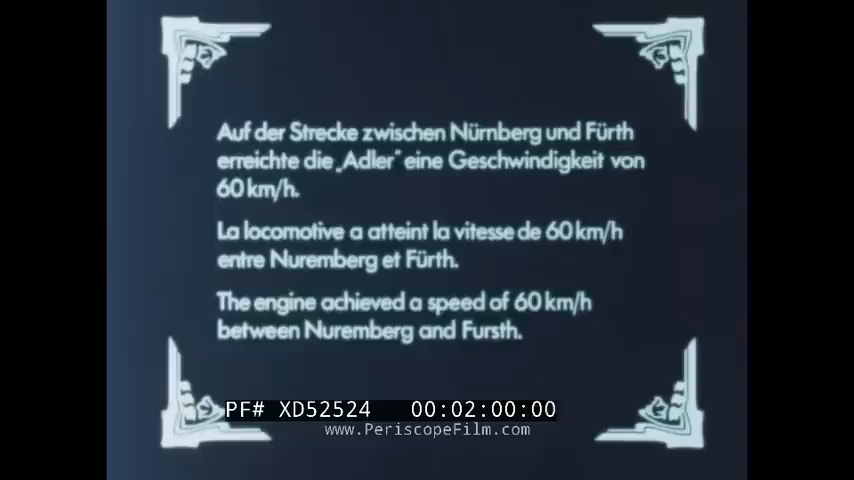 Auf der Strecke zwischen Nürnberg und Fürth
erreichte die „Adler" eine Geschwindigkeit von
60 km/h.
La locomotive a atteint la vitesse de 60 km/h
entre Nuremberg et Fürth.
The engine achieved a speed of 60 km/h
between Nuremberg and Fursth.
PF# XD52524 00:02:00:00
www.PeriscopeFilm.com